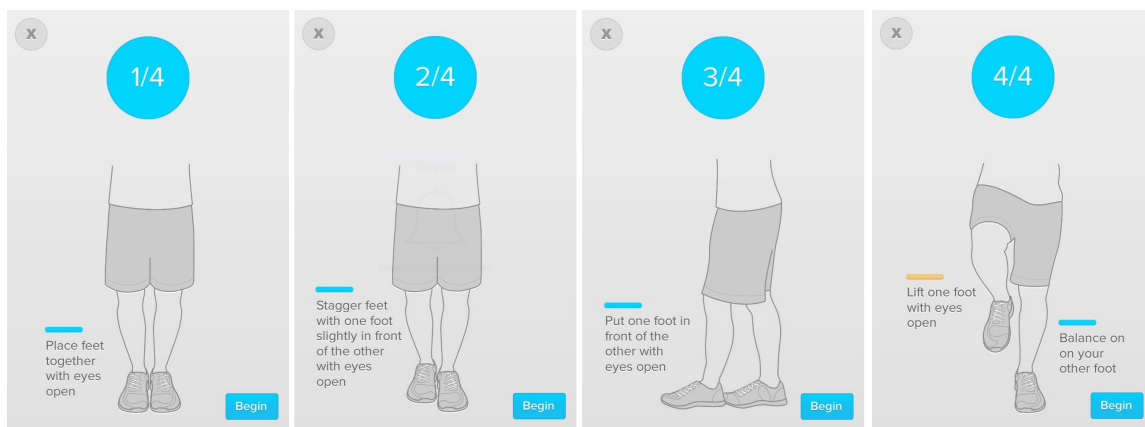 X
1/4
Place feet
together
with eyes
open
Begin
X
2/4
Stagger feet
with one foot
slightly in front
of the other
with eyes
open
Begin
X
3/4
Put one foot in
front of the
other with
eyes open
Begin
X
4/4
Lift one foot
with eyes
open
Balance on
on your
other foot
Begin